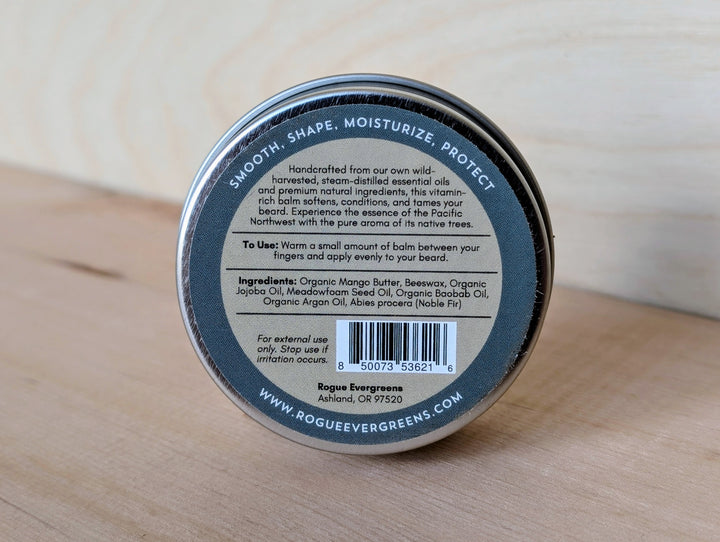 SMOOTH, SHAPE, MOISTURIZE, PROTECT
Handcrafted from our own wild-
harvested, steam-distilled essential oils
and premium natural ingredients, this vitamin-
rich balm softens, conditions, and tames your
beard. Experience the essence of the Pacific
Northwest with the pure aroma of its native trees.
To Use: Warm a small amount of balm between your
fingers and apply evenly to your beard.
Ingredients: Organic Mango Butter, Beeswax, Organic
Jojoba Oil, Meadowfoam Seed Oil, Organic Baobab Oil,
Organic Argan Oil, Abies procera (Noble Fir)
For external use
only. Stop use if
irritation occurs.
8 50073 53621 6
Rogue Evergreens
Ashland, OR 97520
WWW.ROGUEEVERGREENS.COM